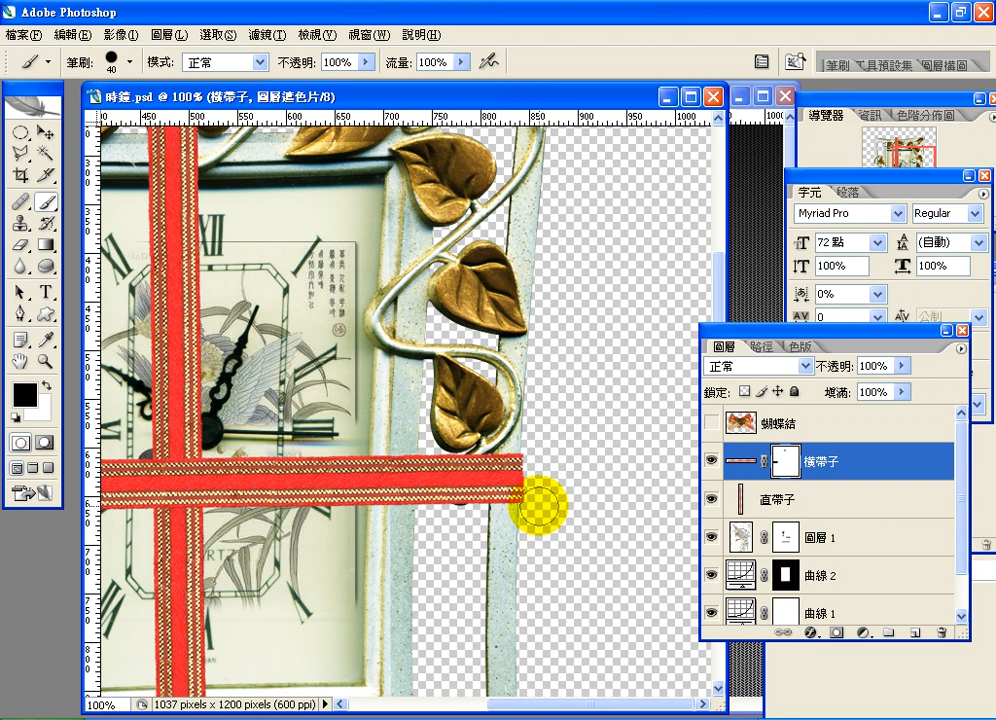 Adobe Photoshop
檔案(F) 編輯(E) 影像(I) 圖層(L) 選取(S) 濾鏡(T) 檢視(V) 視窗(W) 說明(H)
筆刷: 40 模式: 正常 不透明: 100% 流量: 100%
筆刷 工具預設集 圖層構圖
時鐘.psd @ 100% (橫帶子, 圖層遮色片/8)
450 500 550 600 650 700 750 800 850 900 950 1000
導覽器 資訊 色階分佈圖
字元 段落
Myriad Pro Regular
72 點 (自動)
100% 100%
0%
0 公制
圖層 路徑 色版
正常 不透明: 100%
鎖定: 填滿: 100%
蝴蝶結
橫帶子
直帶子
圖層 1
曲線 2
曲線 1
XII
100% 1037 pixels x 1200 pixels (600 ppi)